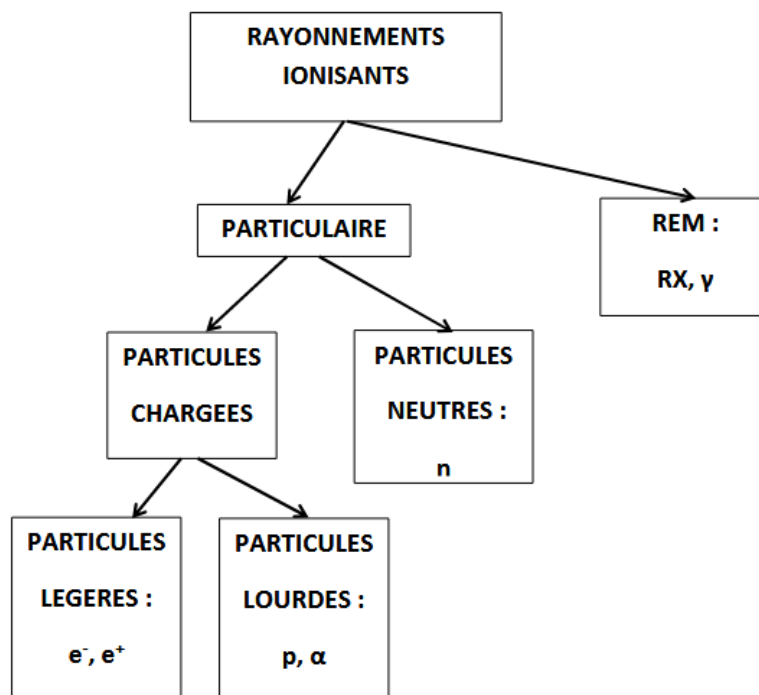 RAYONNEMENTS
IONISANTS
PARTICULAIRE
REM :
RX, γ
PARTICULES
CHARGEES
PARTICULES
NEUTRES :
n
PARTICULES
LEGERES :
e⁻, e⁺
PARTICULES
LOURDES :
p, α